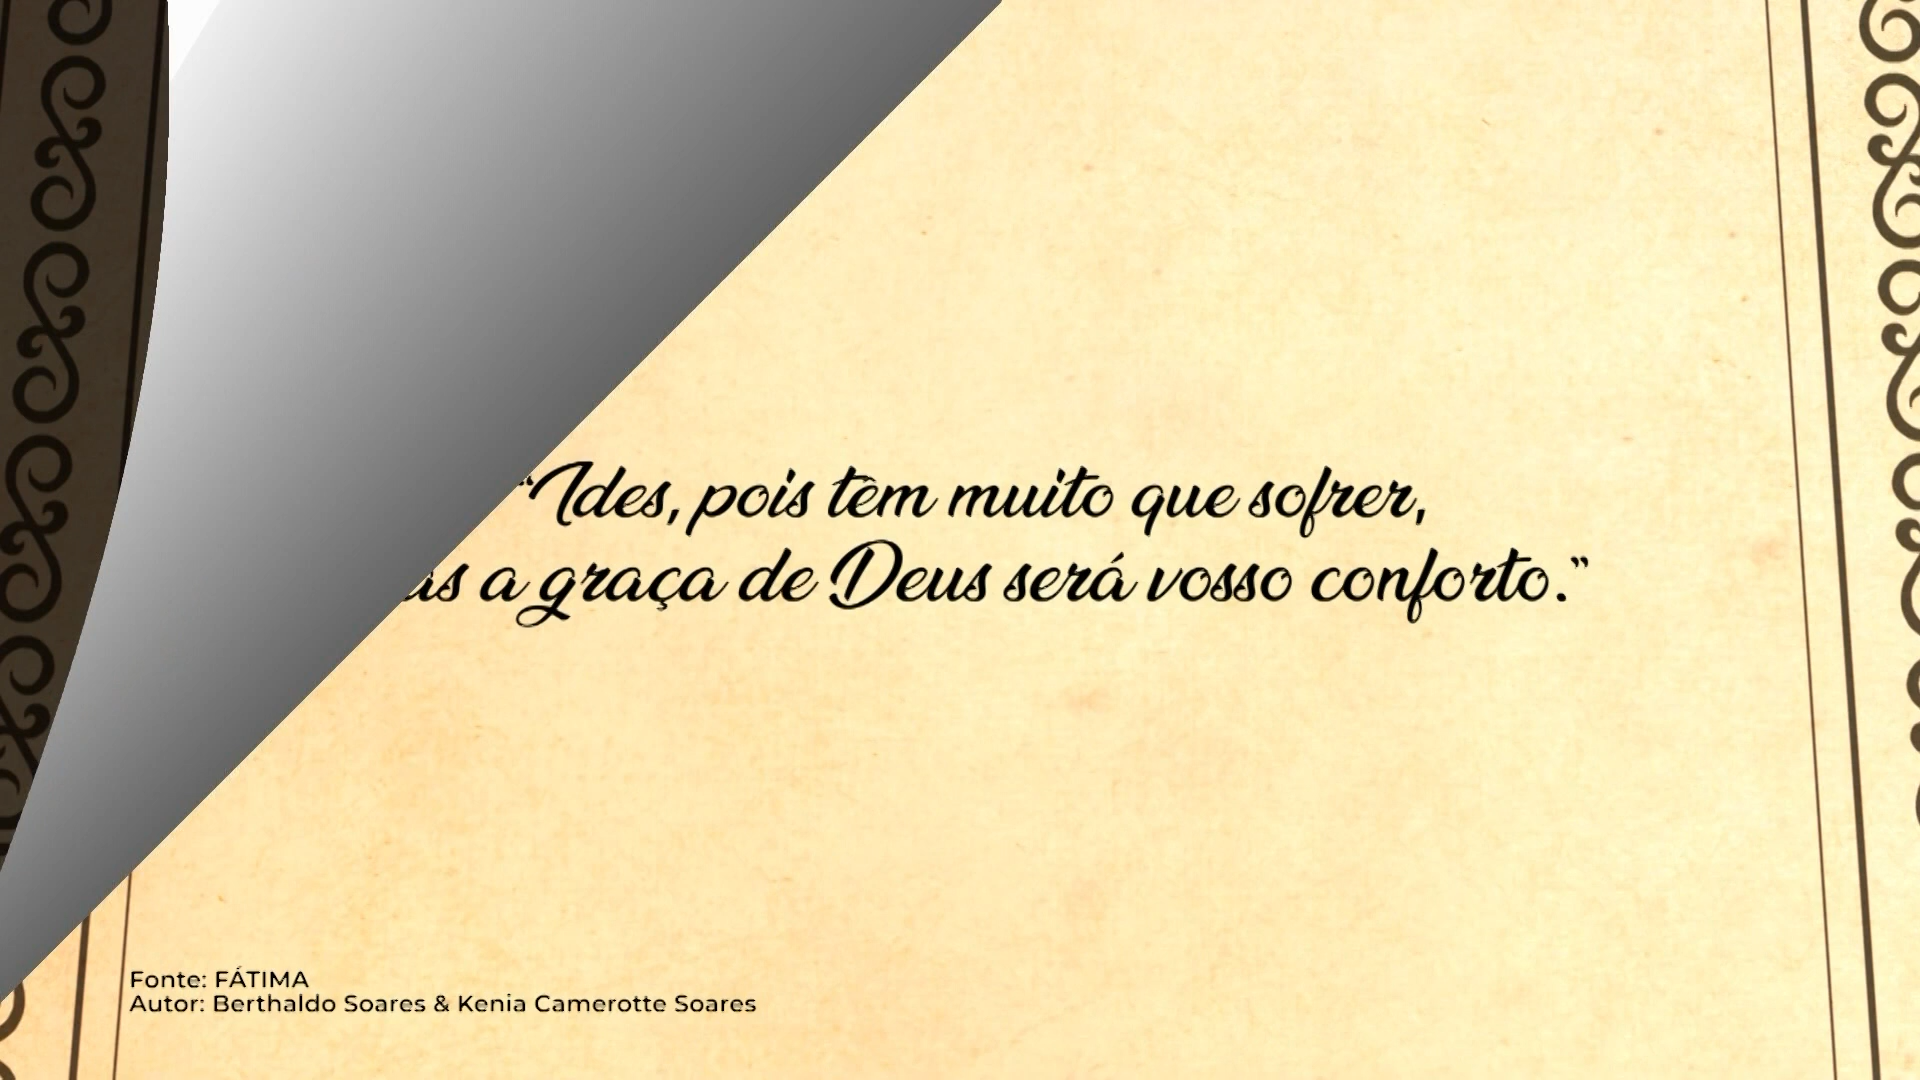 “Ides, pois têm muito que sofrer,
a graça de Deus será vosso conforto.”
Fonte: FÁTIMA
Autor: Berthaldo Soares & Kenia Camerotte Soares